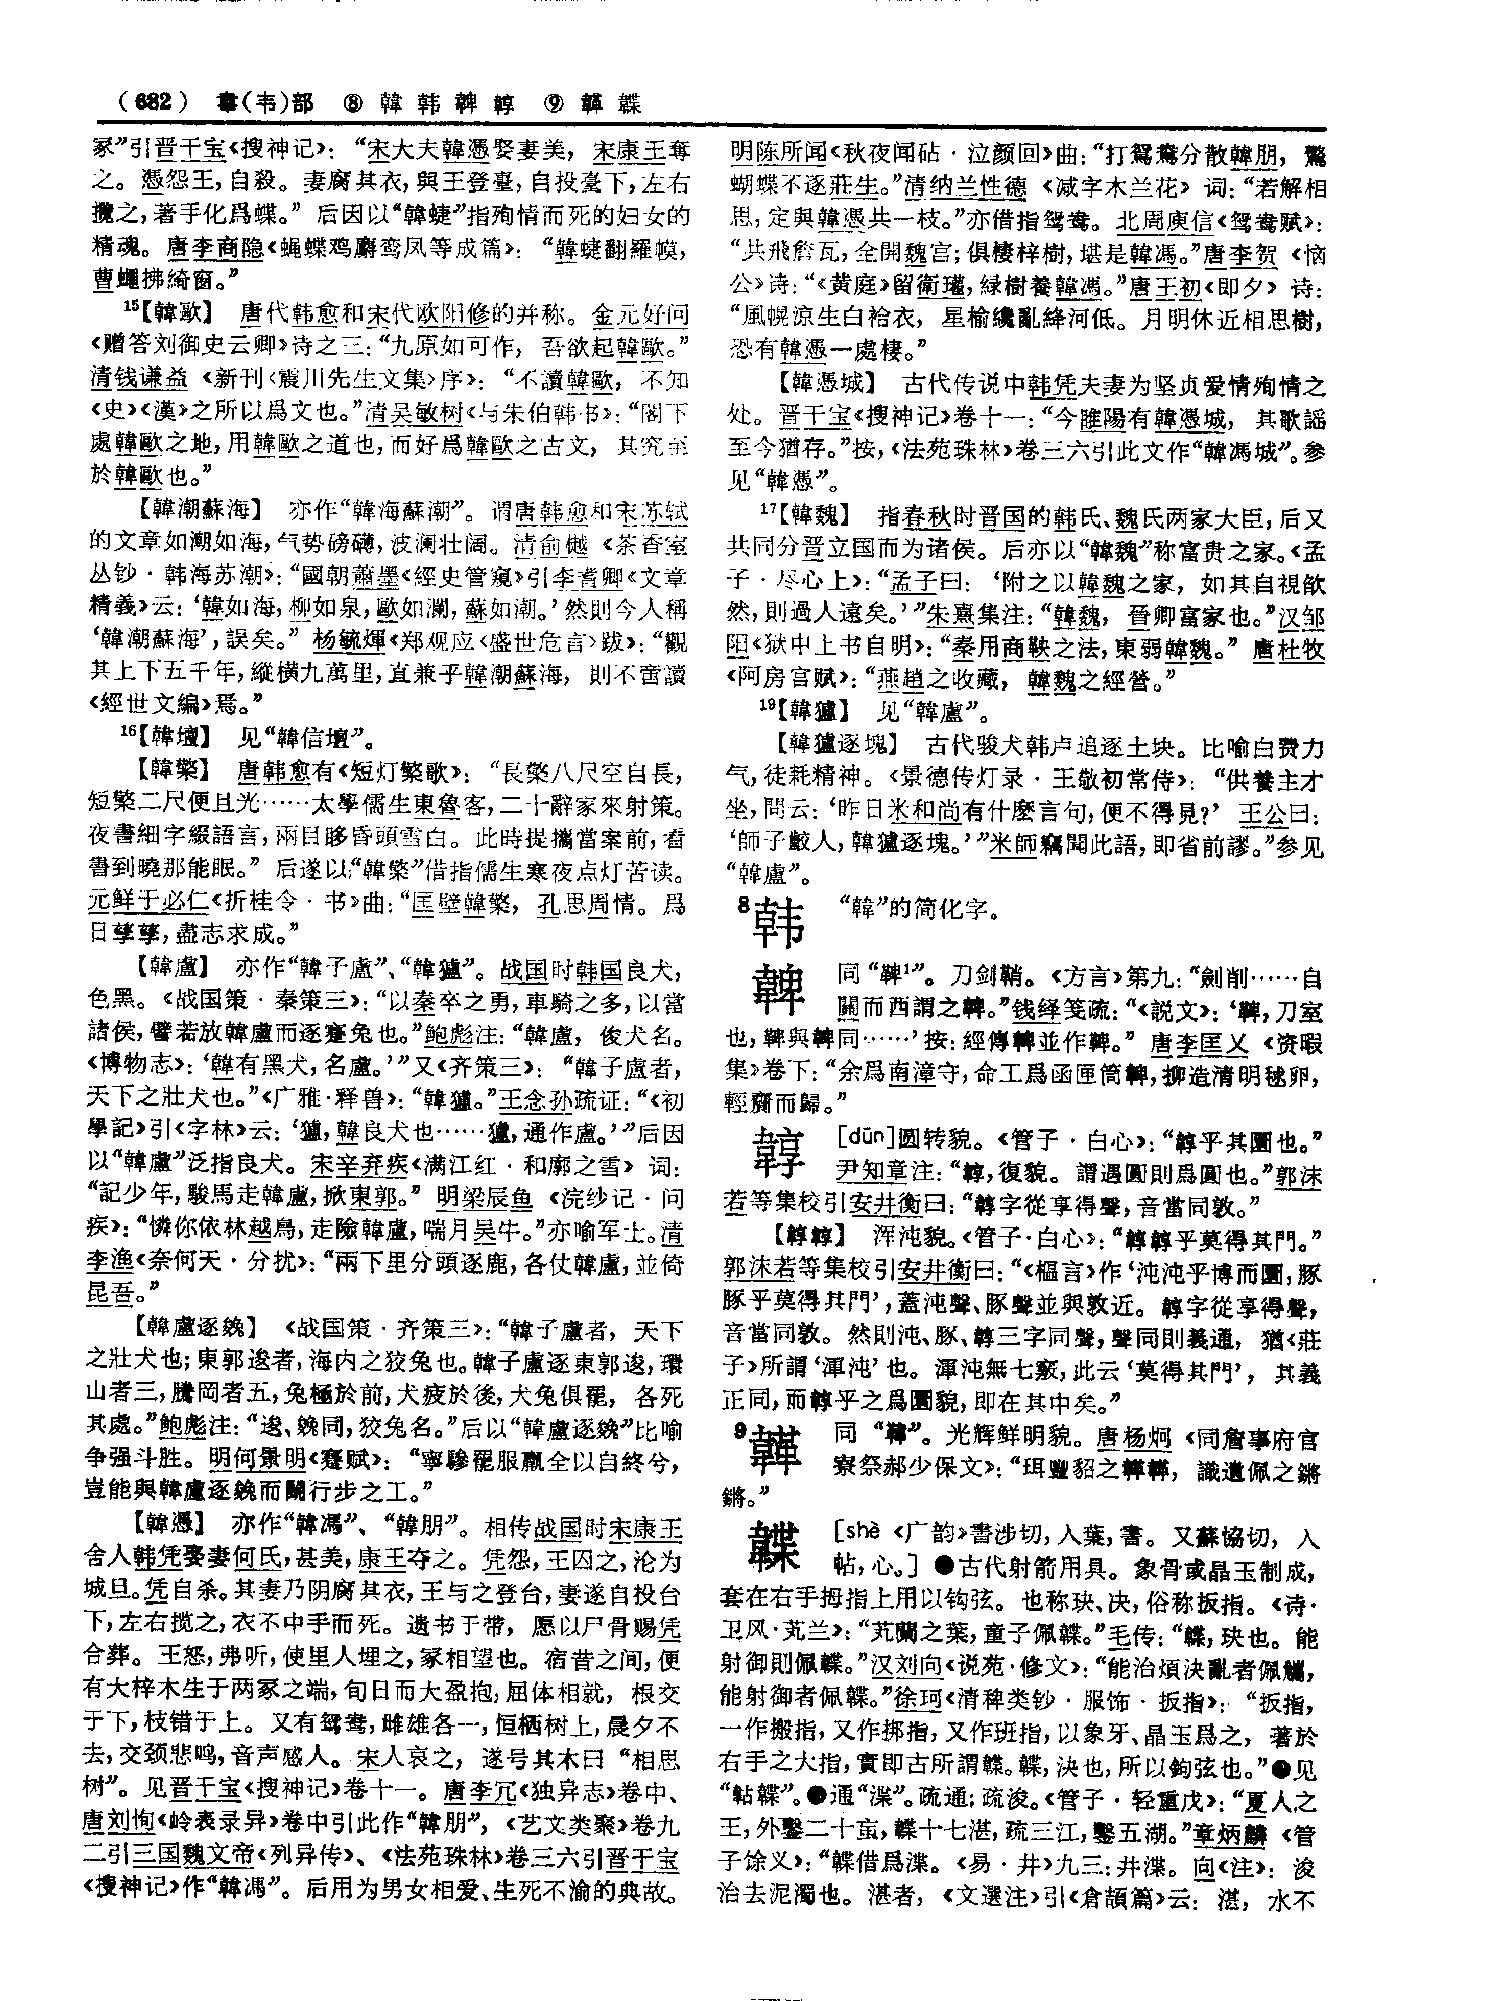 （682） 韋（韦）部 ⑧ 韓 韩 韠 ⑨ 韘
冢”引晋干宝《搜神记》：“宋大夫韓憑娶妻美，宋康王奪
之。憑怨王，自殺。妻腐其衣，與王登臺，自投臺下，左右
攬之，著手化爲蝶。”后因以“韓蜨”指殉情而死的妇女的
精魂。唐李商隐《蝇蝶鸡麝鸾凤等成篇》：“韓蜨翻羅幙，
曹蠅拂綺窗。”
15【韓歐】 唐代韩愈和宋代欧阳修的并称。金元好问
《赠答刘御史云卿》诗之三：“九原如可作，吾欲起韓歐。”
清钱谦益《新刊〈震川先生文集〉序》：“不讀韓歐，不知
《史》《漢》之所以爲文也。”清吴敏树《与朱伯韩书》：“閣下
處韓歐之地，用韓歐之道也，而好爲韓歐之古文，其究至
於韓歐也。”
【韓潮蘇海】 亦作“韓海蘇潮”。谓唐韩愈和宋苏轼
的文章如潮如海，气势磅礴，波澜壮阔。清俞樾《茶香室
丛钞·韩海苏潮》：“國朝蕭墨《經史管窺》引李耆卿《文章
精義》云：‘韓如海，柳如泉，歐如瀾，蘇如潮。’然則今人稱
‘韓潮蘇海’，誤矣。”杨毓煇《郑观应〈盛世危言〉跋》：“觀
其上下五千年，縱橫九萬里，直兼乎韓潮蘇海，則不啻讀
《經世文編》焉。”
16【韓壇】 见“韓信壇”。
【韓檠】 唐韩愈有《短灯檠歌》：“長檠八尺空自長，
短檠二尺便且光……太學儒生東魯客，二十辭家來射策。
夜書細字綴語言，兩目眵昏頭雪白。此時提攜當案前，看
書到曉那能眠。”后遂以“韓檠”借指儒生寒夜点灯苦读。
元鲜于必仁《折桂令·书》曲：“匡壁韓檠，孔思周情。爲
日孳孳，盡志求成。”
【韓盧】 亦作“韓子盧”、“韓獹”。战国时韩国良犬，
色黑。《战国策·秦策三》：“以秦卒之勇，車騎之多，以當
諸侯，譬若放韓盧而逐蹇兔也。”鲍彪注：“韓盧，俊犬名。
《博物志》：‘韓有黑犬，名盧。’”又《齐策三》：“韓子盧者，
天下之壯犬也。”《广雅·释兽》：“韓獹。”王念孙疏证：“《初
學記》引《字林》云：‘獹，韓良犬也……獹，通作盧。’”后因
以“韓盧”泛指良犬。宋辛弃疾《满江红·和廓之雪》词：
“記少年，駿馬走韓盧，掀東郭。”明梁辰鱼《浣纱记·问
疾》：“憐你依林越鳥，走險韓盧，喘月吴牛。”亦喻军士。清
李渔《奈何天·分扰》：“兩下里分頭逐鹿，各仗韓盧，並倚
昆吾。”
【韓盧逐㕙】 《战国策·齐策三》：“韓子盧者，天下
之壯犬也；東郭逡者，海内之狡兔也。韓子盧逐東郭逡，環
山者三，騰岡者五，兔極於前，犬疲於後，犬兔俱罷，各死
其處。”鲍彪注：“逡、㕙同，狡兔名。”后以“韓盧逐㕙”比喻
争强斗胜。明何景明《蹇赋》：“寧驂罷服羸全以自終兮，
豈能與韓盧逐㕙而鬭行步之工。”
【韓憑】 亦作“韓馮”、“韓朋”。相传战国时宋康王
舍人韩凭娶妻何氏，甚美，康王夺之。凭怨，王囚之，沦为
城旦。凭自杀。其妻乃阴腐其衣，王与之登台，妻遂自投台
下，左右揽之，衣不中手而死。遗书于带，愿以尸骨赐凭
合葬。王怒，弗听，使里人埋之，冢相望也。宿昔之间，便
有大梓木生于两冢之端，旬日而大盈抱，屈体相就，根交
于下，枝错于上。又有鸳鸯，雌雄各一，恒栖树上，晨夕不
去，交颈悲鸣，音声感人。宋人哀之，遂号其木曰“相思
树”。见晋干宝《搜神记》卷十一。唐李冗《独异志》卷中、
唐刘恂《岭表录异》卷中引此作“韓朋”，《艺文类聚》卷九
二引三国魏文帝《列异传》、《法苑珠林》卷三六引晋干宝
《搜神记》作“韓馮”。后用为男女相爱、生死不渝的典故。
明陈所闻《秋夜闻砧·泣颜回》曲：“打鴛鴦分散韓朋，驚
蝴蝶不逐莊生。”清纳兰性德《减字木兰花》词：“若解相
思，定與韓憑共一枝。”亦借指鸳鸯。北周庾信《鸳鸯赋》：
“共飛詹瓦，全開魏宫；俱棲梓樹，堪是韓馮。”唐李贺《恼
公》诗：“《黃庭》留衛瓘，緑樹養韓馮。”唐王初《即夕》诗：
“風幌涼生白袷衣，星榆纔亂絳河低。月明休近相思樹，
恐有韓憑一處棲。”
【韓憑城】 古代传说中韩凭夫妻为坚贞爱情殉情之
处。晋干宝《搜神记》卷十一：“今睢陽有韓憑城，其歌謡
至今猶存。”按，《法苑珠林》卷三六引此文作“韓馮城”。参
见“韓憑”。
17【韓魏】 指春秋时晋国的韩氏、魏氏两家大臣，后又
共同分晋立国而为诸侯。后亦以“韓魏”称富贵之家。《孟
子·尽心上》：“孟子曰：‘附之以韓魏之家，如其自視欿
然，則過人遠矣。’”朱熹集注：“韓魏，晉卿富家也。”汉邹
阳《狱中上书自明》：“秦用商鞅之法，東弱韓魏。”唐杜牧
《阿房宫赋》：“燕趙之收藏，韓魏之經營。”
19【韓獹】 见“韓盧”。
【韓獹逐塊】 古代骏犬韩卢追逐土块。比喻白费力
气，徒耗精神。《景德传灯录·王敬初常侍》：“供養主才
坐，問云：‘昨日米和尚有什麽言句，便不得見？’王公曰：
‘師子齩人，韓獹逐塊。’”米師竊聞此語，即省前謬。”参见
“韓盧”。
8韩 “韓”的简化字。
鞞 同“鞞1”。刀剑鞘。《方言》第九：“劍削……自
關而西謂之鞞。”钱绎笺疏：“《説文》：‘鞞，刀室
也，鞞與鞞同……’按：經傳鞞並作鞞。”唐李匡乂《资暇
集》卷下：“余爲南漳守，命工爲函匣筒鞞，擲造清明毬卵，
輕齎而歸。”
[dūn]圆转貌。《管子·白心》：“乎其圜也。”
尹知章注：“復貌。謂遇圜則爲圓也。”郭沫
若等集校引安井衡曰：“字從享得聲，音當同敦。”
浑沌貌。《管子·白心》：“乎莫得其門。”
郭沫若等集校引安井衡曰：“《樞言》作‘沌沌乎博而圜，豚
豚乎莫得其門’，蓋沌聲、豚聲並與敦近。字從享得聲，
音當同敦。然則沌、豚、三字同聲，聲同則義通，猶《莊
子》所謂‘渾沌’也。渾沌無七竅，此云‘莫得其門’，其義
正同，而乎之爲圜貌，即在其中矣。”
9 同“韡”。光辉鲜明貌。唐杨炯《同詹事府官
寮祭郝少保文》：“珥豐貂之，識遺佩之鏘
鏘。”
韘 [shè 《广韵》書涉切，入葉，書。又蘇協切，入
帖，心。] ❶古代射箭用具。象骨或晶玉制成，
套在右手拇指上用以钩弦。也称玦、决，俗称扳指。《诗·
卫风·芄兰》：“芄蘭之葉，童子佩韘。”毛传：“韘，玦也。能
射御則佩韘。”汉刘向《说苑·修文》：“能治煩決亂者佩觿，
能射御者佩韘。”徐珂《清稗类钞·服饰·扳指》：“扳指，
一作搬指，又作挷指，又作班指，以象牙、晶玉爲之，著於
右手之大指，實即古所謂韘。韘，決也，所以鉤弦也。”❷见
“韘”。❸通“渫”。疏通；疏浚。《管子·轻重戊》：“夏人之
王，外鑿二十虻，韘十七湛，疏三江，鑿五湖。”章炳麟《管
子馀义》：“韘借爲渫。《易·井》九三：井渫。向《注》：浚
治去泥濁也。湛者，《文選注》引《倉頡篇》云：湛，水不